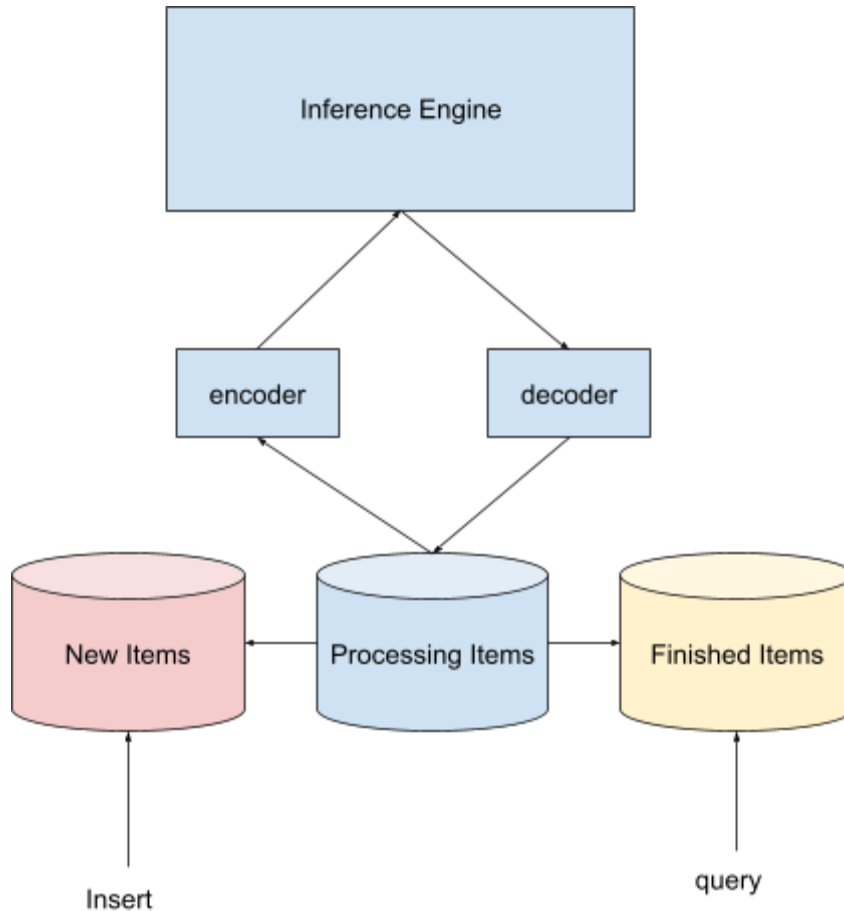 Inference Engine
encoder
decoder
New Items
Processing Items
Finished Items
Insert
query